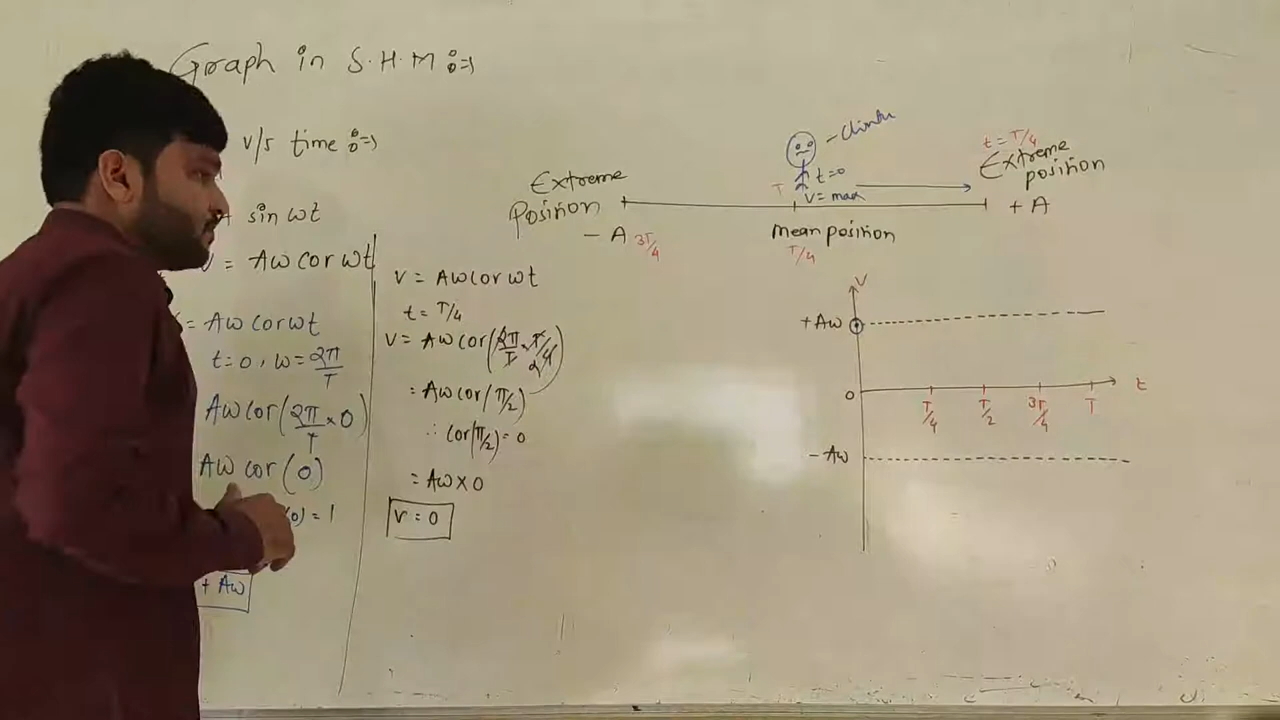 Graph in S.H.M :⇒
v/s time :⇒
sin ωt
V = Aω cos ωt
= Aω cos ωt
t=0, ω = 2π/T
Aω cos(2π/T × 0)
Aω cos (0)
(0) = 1
+ Aω
V = Aω cos ωt
t = T/4
V = Aω cos(2π/T × T/4) 2
= Aω cos(π/2)
∴ cos(π/2) = 0
= Aω × 0
V = 0
t = T/4
Extreme position
+ A
t=0
T
V = max
Extreme Position
- A 3T/4
mean position
T/4
V
+Aω
0
T/4 T/2 3T/4 T
t
- Aω